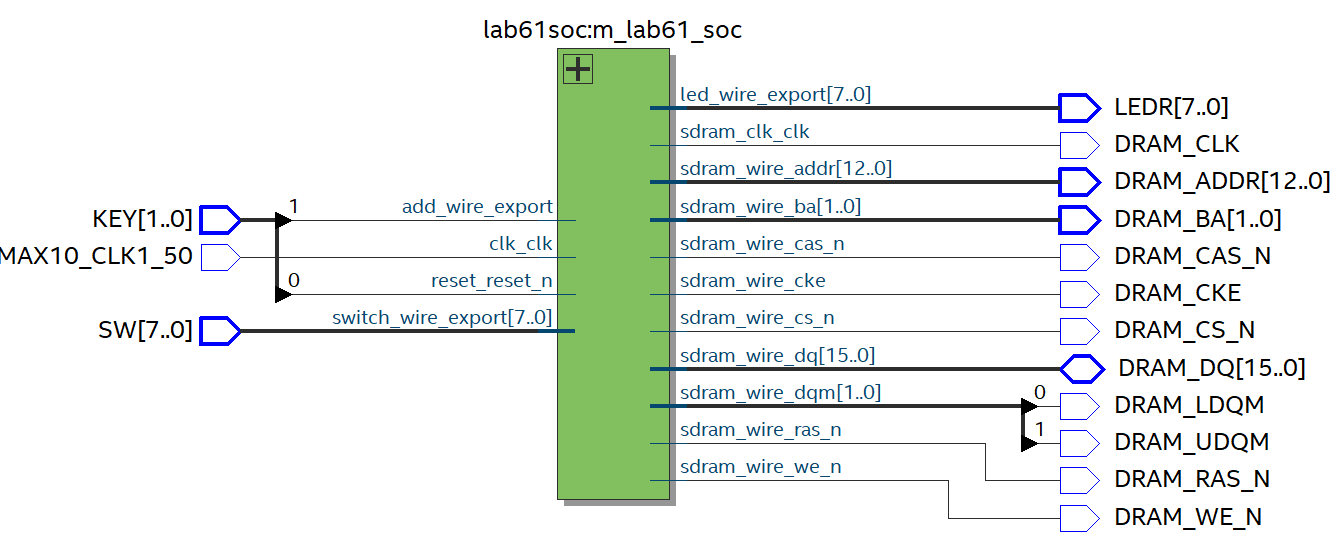 lab61soc:m_lab61_soc
led_wire_export[7..0]
LEDR[7..0]
sdram_clk_clk
DRAM_CLK
sdram_wire_addr[12..0]
DRAM_ADDR[12..0]
KEY[1..0]
1
add_wire_export
sdram_wire_ba[1..0]
DRAM_BA[1..0]
MAX10_CLK1_50
clk_clk
sdram_wire_cas_n
DRAM_CAS_N
0
reset_reset_n
sdram_wire_cke
DRAM_CKE
SW[7..0]
switch_wire_export[7..0]
sdram_wire_cs_n
DRAM_CS_N
sdram_wire_dq[15..0]
DRAM_DQ[15..0]
sdram_wire_dqm[1..0]
0
DRAM_LDQM
sdram_wire_ras_n
1
DRAM_UDQM
sdram_wire_we_n
DRAM_RAS_N
DRAM_WE_N